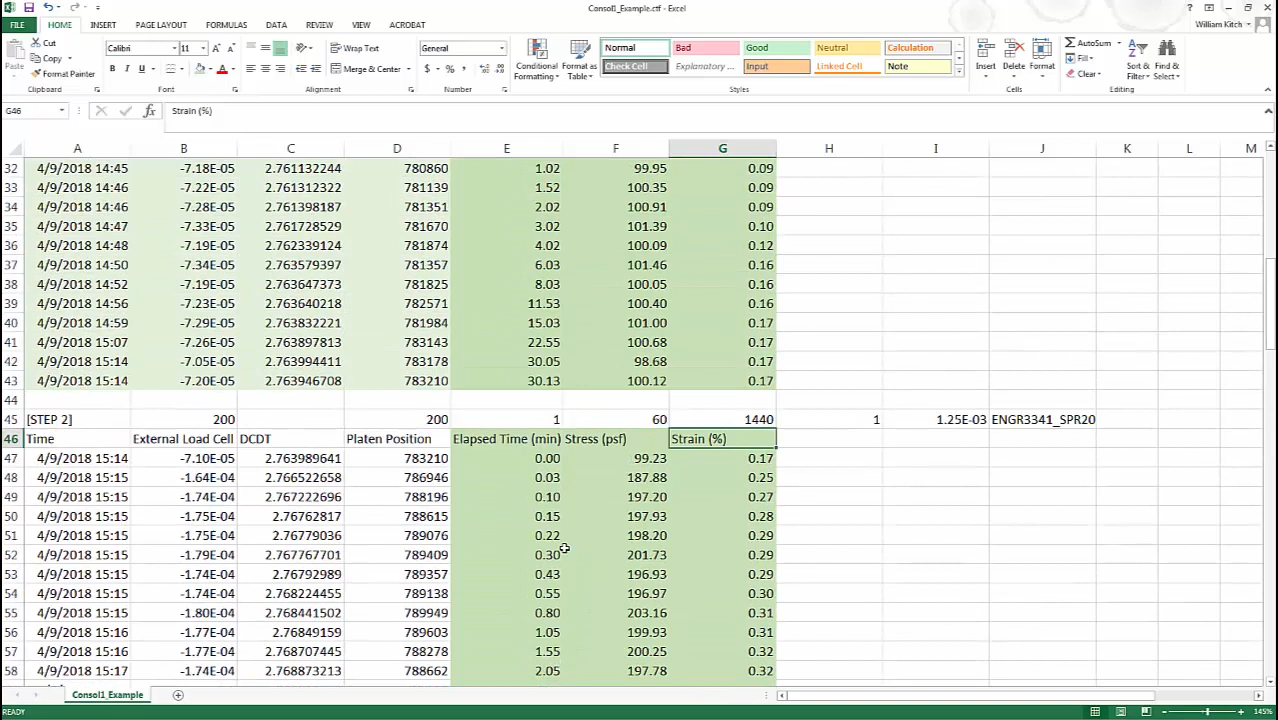 Consol1_Example.ctf - Excel
FILE HOME INSERT PAGE LAYOUT FORMULAS DATA REVIEW VIEW ACROBAT William Kitch
Paste Cut Copy Format Painter Clipboard
Calibri 11 B I U Font
Wrap Text Merge & Center Alignment
General $ % , Number
Conditional Formatting Format as Table Normal Bad Good Neutral Calculation
Check Cell Explanatory ... Input Linked Cell Note Styles
Insert Delete Format Cells
AutoSum Fill Clear Sort & Filter Find & Select Editing
G46 fx Strain (%)
A B C D E F G H I J K L M
32 4/9/2018 14:45 -7.18E-05 2.761132244 780860 1.02 99.95 0.09
33 4/9/2018 14:46 -7.22E-05 2.761312322 781139 1.52 100.35 0.09
34 4/9/2018 14:46 -7.28E-05 2.761398187 781351 2.02 100.91 0.09
35 4/9/2018 14:47 -7.33E-05 2.761728529 781670 3.02 101.39 0.10
36 4/9/2018 14:48 -7.19E-05 2.762339124 781874 4.02 100.09 0.12
37 4/9/2018 14:50 -7.34E-05 2.763579397 781357 6.03 101.46 0.16
38 4/9/2018 14:52 -7.19E-05 2.763647373 781825 8.03 100.05 0.16
39 4/9/2018 14:56 -7.23E-05 2.763640218 782571 11.53 100.40 0.16
40 4/9/2018 14:59 -7.29E-05 2.763832221 781984 15.03 101.00 0.17
41 4/9/2018 15:07 -7.26E-05 2.763897813 783143 22.55 100.68 0.17
42 4/9/2018 15:14 -7.05E-05 2.763994411 783178 30.05 98.68 0.17
43 4/9/2018 15:14 -7.20E-05 2.763946708 783210 30.13 100.12 0.17
44
45 [STEP 2] 200 200 1 60 1440 1 1.25E-03 ENGR3341_SPR20
46 Time External Load Cell DCDT Platen Position Elapsed Time (min) Stress (psf) Strain (%)
47 4/9/2018 15:14 -7.10E-05 2.763989641 783210 0.00 99.23 0.17
48 4/9/2018 15:15 -1.64E-04 2.766522658 786946 0.03 187.88 0.25
49 4/9/2018 15:15 -1.74E-04 2.767222696 788196 0.10 197.20 0.27
50 4/9/2018 15:15 -1.74E-04 2.76762817 788615 0.15 197.93 0.28
51 4/9/2018 15:15 -1.75E-04 2.76779036 789076 0.22 198.20 0.29
52 4/9/2018 15:15 -1.79E-04 2.767767701 789409 0.30 201.73 0.29
53 4/9/2018 15:15 -1.74E-04 2.76792989 789357 0.43 196.93 0.29
54 4/9/2018 15:15 -1.74E-04 2.768224455 789138 0.55 196.97 0.30
55 4/9/2018 15:15 -1.80E-04 2.768441502 789949 0.80 203.16 0.31
56 4/9/2018 15:16 -1.77E-04 2.76849159 789603 1.05 199.93 0.31
57 4/9/2018 15:16 -1.77E-04 2.768707445 788278 1.55 200.25 0.32
58 4/9/2018 15:17 -1.74E-04 2.768873213 788662 2.05 197.78 0.32
Consol1_Example
READY 145%